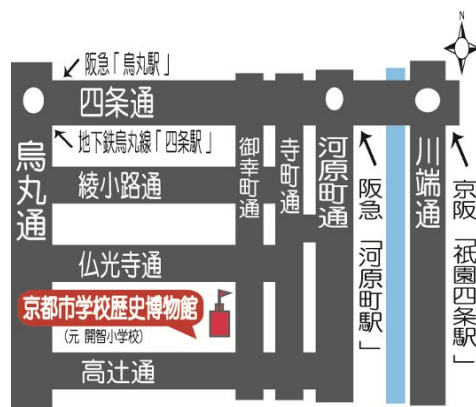 N
阪急「烏丸駅」
四条通
地下鉄烏丸線「四条駅」
烏丸通
綾小路通
御幸町通
寺町通
河原町通
阪急「河原町駅」
川端通
京阪「祇園四条駅」
仏光寺通
京都市学校歴史博物館
(元 開智小学校)
高辻通